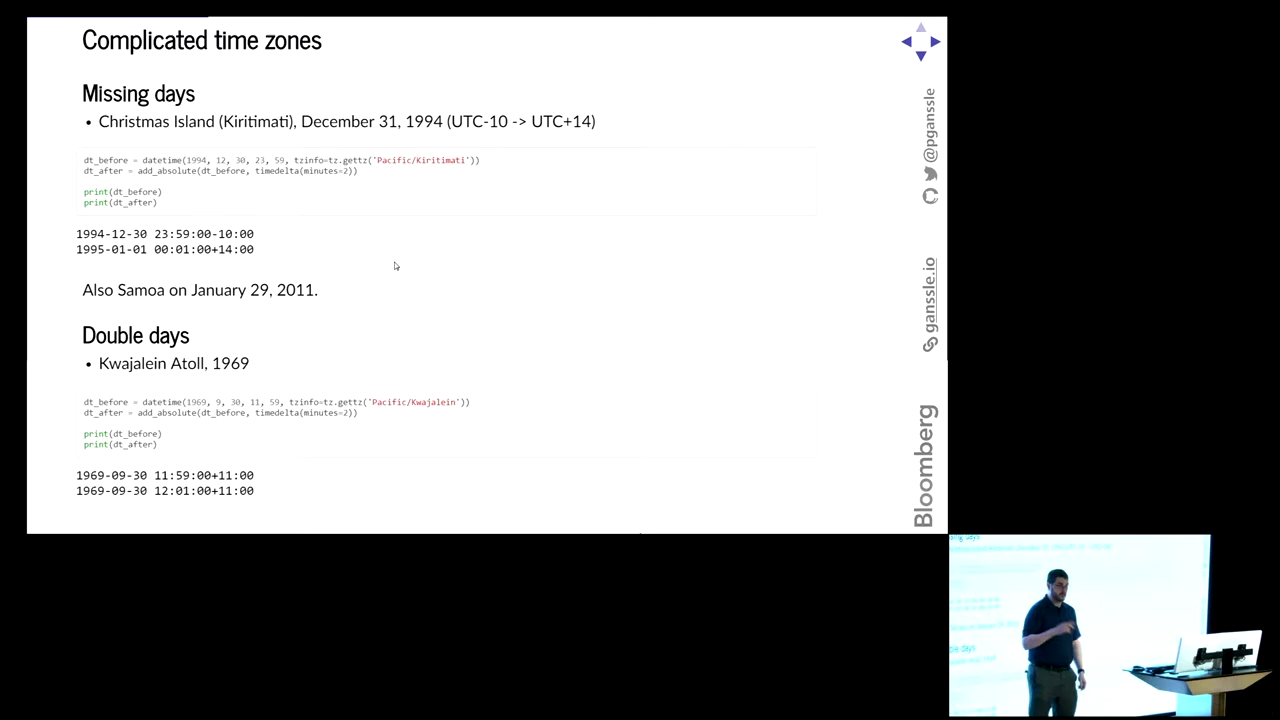 Complicated time zones
Missing days
• Christmas Island (Kiritimati), December 31, 1994 (UTC-10 -> UTC+14)
dt_before = datetime(1994, 12, 30, 23, 59, tzinfo=tz.gettz('Pacific/Kiritimati'))
dt_after = add_absolute(dt_before, timedelta(minutes=2))
print(dt_before)
print(dt_after)
1994-12-30 23:59:00-10:00
1995-01-01 00:01:00+14:00
Also Samoa on January 29, 2011.
Double days
• Kwajalein Atoll, 1969
dt_before = datetime(1969, 9, 30, 11, 59, tzinfo=tz.gettz('Pacific/Kwajalein'))
dt_after = add_absolute(dt_before, timedelta(minutes=2))
print(dt_before)
print(dt_after)
1969-09-30 11:59:00+11:00
1969-09-30 12:01:00+11:00
@pganssle
ganssle.io
Bloomberg